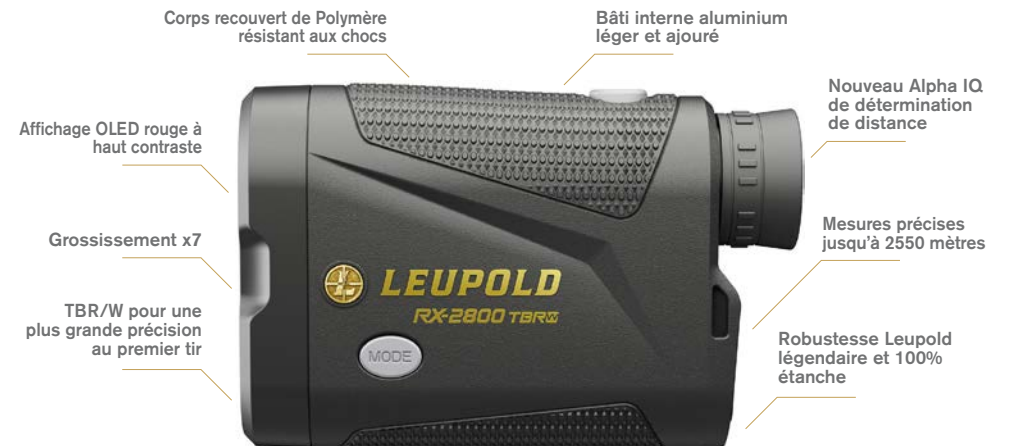 Corps recouvert de Polymère
résistant aux chocs
Bâti interne aluminium
léger et ajouré
Nouveau Alpha IQ
de détermination
de distance
Affichage OLED rouge à
haut contraste
Grossissement x7
Mesures précises
jusqu'à 2550 mètres
TBR/W pour une
plus grande précision
au premier tir
Robustesse Leupold
légendaire et 100%
étanche
LEUPOLD
RX-2800 TBRW
MODE